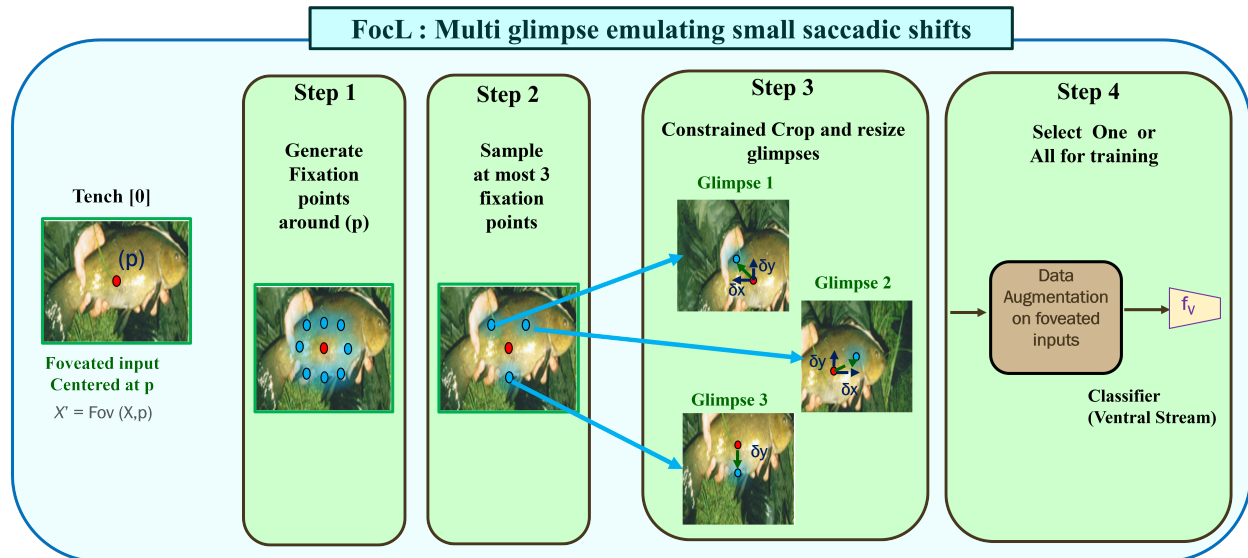 FocL : Multi glimpse emulating small saccadic shifts
Tench [0]
(p)
Foveated input
Centered at p
X' = Fov (X,p)
Step 1
Generate
Fixation
points
around (p)
Step 2
Sample
at most 3
fixation
points
Step 3
Constrained Crop and resize
glimpses
Glimpse 1
δy
δx
Glimpse 2
δy
δx
Glimpse 3
δy
Step 4
Select One or
All for training
Data
Augmentation
on foveated
inputs
f_v
Classifier
(Ventral Stream)